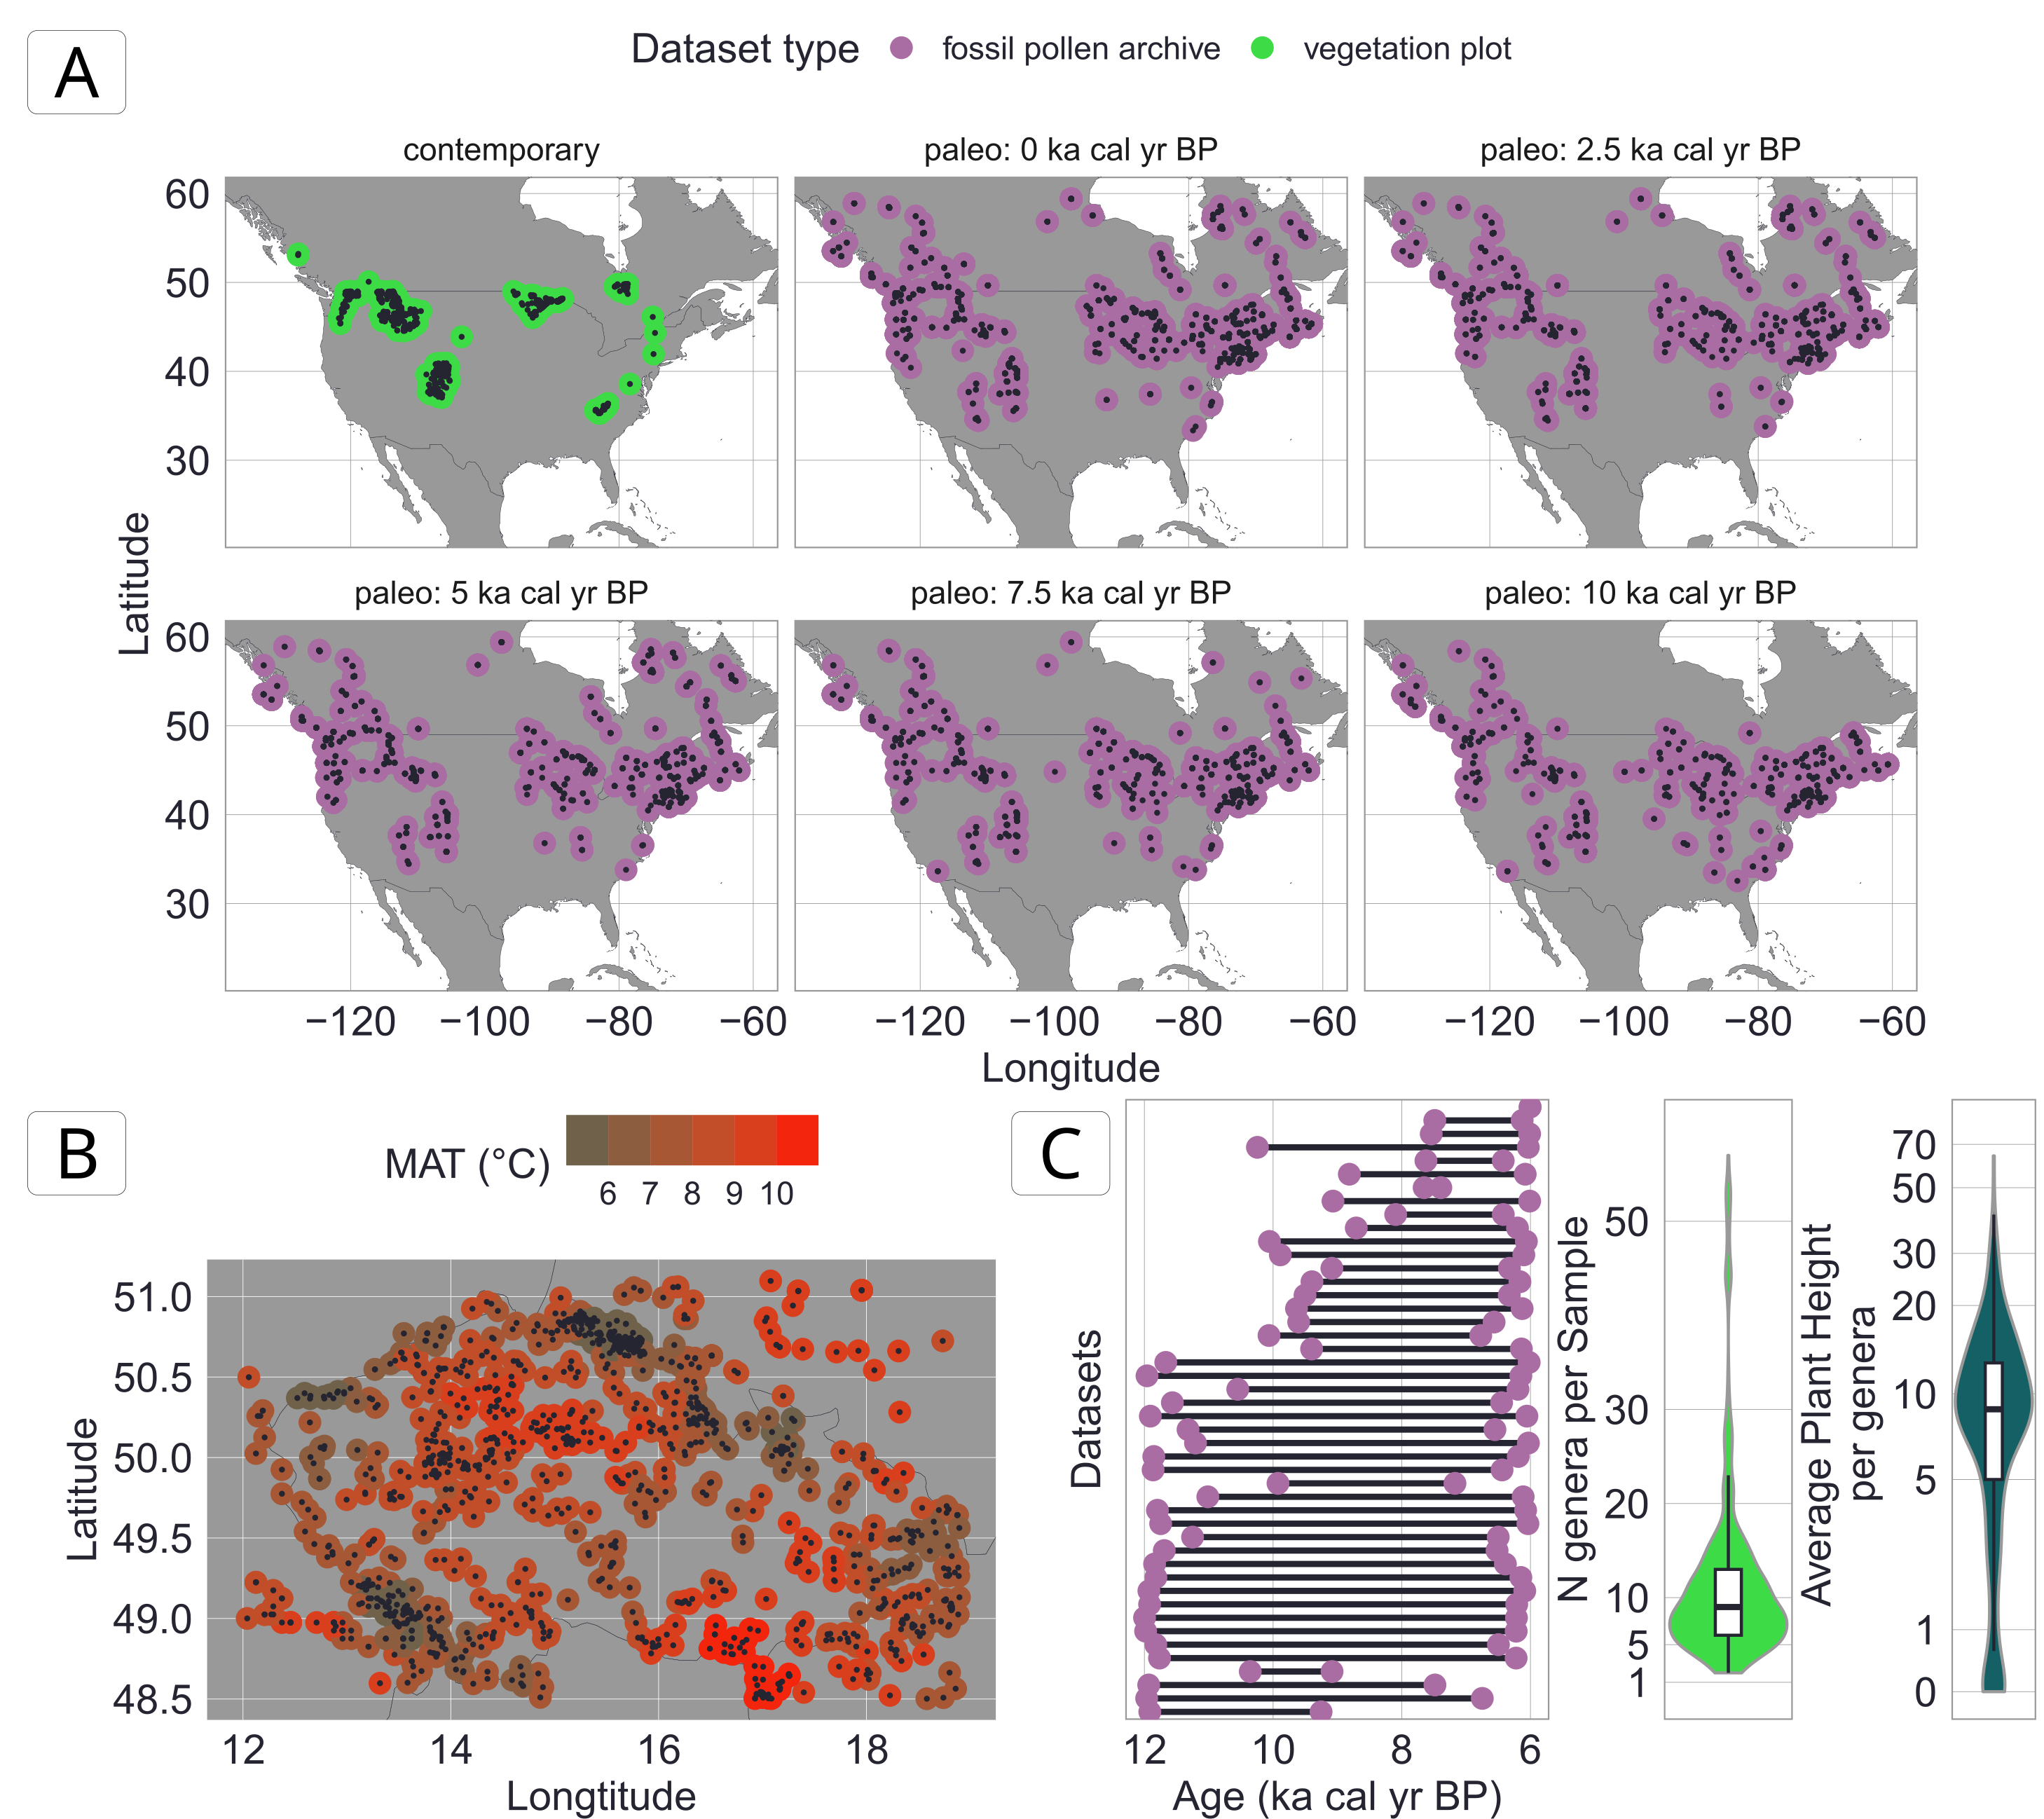 A
Dataset type fossil pollen archive vegetation plot
contemporary
paleo: 0 ka cal yr BP
paleo: 2.5 ka cal yr BP
60
50
40
30
Latitude
paleo: 5 ka cal yr BP
paleo: 7.5 ka cal yr BP
paleo: 10 ka cal yr BP
60
50
40
30
−120 −100 −80 −60
−120 −100 −80 −60
−120 −100 −80 −60
Longitude
B
MAT (°C)
6 7 8 9 10
51.0
50.5
50.0
49.5
49.0
48.5
Latitude
12 14 16 18
Longtitude
C
Datasets
12 10 8 6
Age (ka cal yr BP)
N genera per Sample
50
30
20
10
5
1
Average Plant Height
per genera
70
50
30
20
10
5
1
0